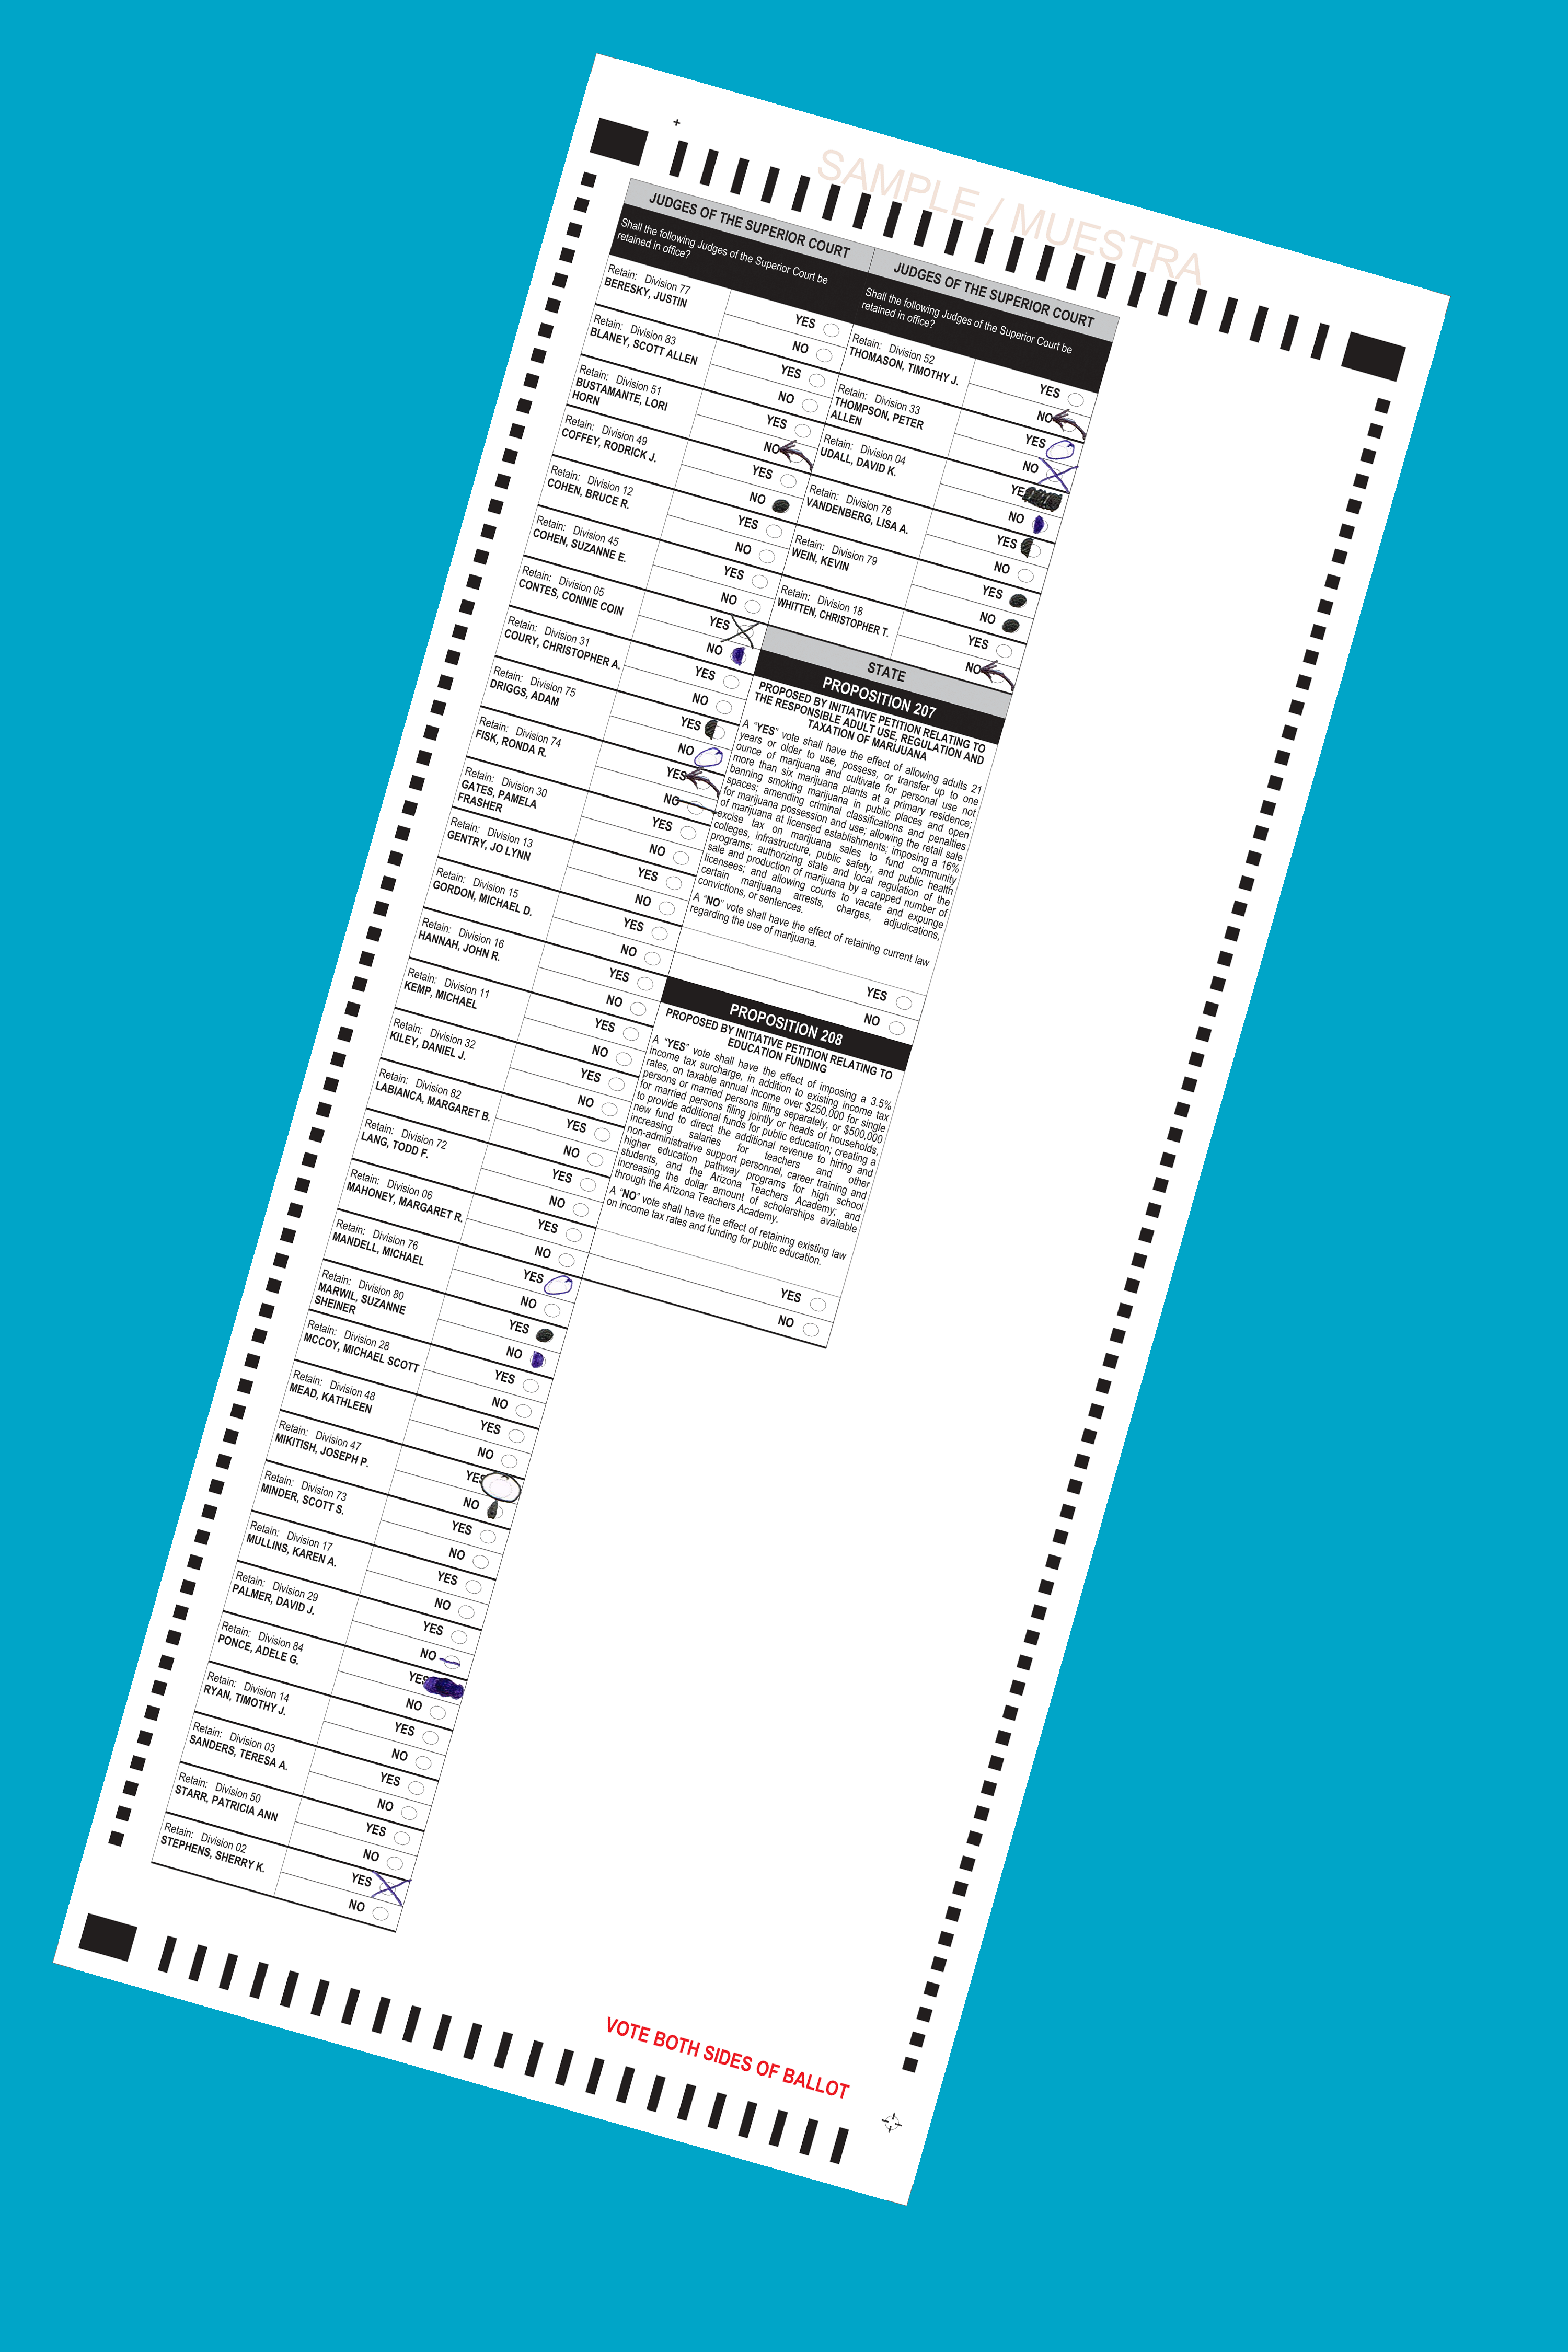 SAMPLE / MUESTRA
JUDGES OF THE SUPERIOR COURT
Shall the following Judges of the Superior Court be
retained in office?
Retain: Division 77
BERESKY, JUSTIN
YES
NO
Retain: Division 83
BLANEY, SCOTT ALLEN
YES
NO
Retain: Division 51
BUSTAMANTE, LORI
HORN
YES
NO
Retain: Division 49
COFFEY, RODRICK J.
YES
NO
Retain: Division 12
COHEN, BRUCE R.
YES
NO
Retain: Division 45
COHEN, SUZANNE E.
YES
NO
Retain: Division 05
CONTES, CONNIE COIN
YES
NO
Retain: Division 31
COURY, CHRISTOPHER A.
YES
NO
Retain: Division 75
DRIGGS, ADAM
YES
NO
Retain: Division 74
FISK, RONDA R.
YES
NO
Retain: Division 30
GATES, PAMELA
FRASHER
YES
NO
Retain: Division 13
GENTRY, JO LYNN
YES
NO
Retain: Division 15
GORDON, MICHAEL D.
YES
NO
Retain: Division 16
HANNAH, JOHN R.
YES
NO
Retain: Division 11
KEMP, MICHAEL
YES
NO
Retain: Division 32
KILEY, DANIEL J.
YES
NO
Retain: Division 82
LABIANCA, MARGARET B.
YES
NO
Retain: Division 72
LANG, TODD F.
YES
NO
Retain: Division 06
MAHONEY, MARGARET R.
YES
NO
Retain: Division 76
MANDELL, MICHAEL
YES
NO
Retain: Division 80
MARWIL, SUZANNE
SHEINER
YES
NO
Retain: Division 28
MCCOY, MICHAEL SCOTT
YES
NO
Retain: Division 48
MEAD, KATHLEEN
YES
NO
Retain: Division 47
MIKITISH, JOSEPH P.
YES
NO
Retain: Division 73
MINDER, SCOTT S.
YES
NO
Retain: Division 17
MULLINS, KAREN A.
YES
NO
Retain: Division 29
PALMER, DAVID J.
YES
NO
Retain: Division 84
PONCE, ADELE G.
YES
NO
Retain: Division 14
RYAN, TIMOTHY J.
YES
NO
Retain: Division 03
SANDERS, TERESA A.
YES
NO
Retain: Division 50
STARR, PATRICIA ANN
YES
NO
Retain: Division 02
STEPHENS, SHERRY K.
YES
NO
JUDGES OF THE SUPERIOR COURT
Shall the following Judges of the Superior Court be
retained in office?
Retain: Division 52
THOMASON, TIMOTHY J.
YES
NO
Retain: Division 33
THOMPSON, PETER
ALLEN
YES
NO
Retain: Division 04
UDALL, DAVID K.
YE
NO
Retain: Division 78
VANDENBERG, LISA A.
YES
NO
Retain: Division 79
WEIN, KEVIN
YES
NO
Retain: Division 18
WHITTEN, CHRISTOPHER T.
YES
NO
STATE
PROPOSITION 207
PROPOSED BY INITIATIVE PETITION RELATING TO
THE RESPONSIBLE ADULT USE, REGULATION AND
TAXATION OF MARIJUANA
A “YES” vote shall have the effect of allowing adults 21
years or older to use, possess, or transfer up to one
ounce of marijuana and cultivate for personal use not
more than six marijuana plants at a primary residence;
banning smoking marijuana in public places and open
spaces; amending criminal classifications and penalties
for marijuana possession and use; allowing the retail sale
of marijuana at licensed establishments; imposing a 16%
excise tax on marijuana sales to fund community
colleges, infrastructure, public safety, and public health
programs; authorizing state and local regulation of the
sale and production of marijuana by a capped number of
licensees; and allowing courts to vacate and expunge
certain marijuana arrests, charges, adjudications,
convictions, or sentences.
A “NO” vote shall have the effect of retaining current law
regarding the use of marijuana.
YES
NO
PROPOSITION 208
PROPOSED BY INITIATIVE PETITION RELATING TO
EDUCATION FUNDING
A “YES” vote shall have the effect of imposing a 3.5%
income tax surcharge, in addition to existing income tax
rates, on taxable annual income over $250,000 for single
persons or married persons filing separately, or $500,000
for married persons filing jointly or heads of households,
to provide additional funds for public education; creating a
new fund to direct the additional revenue to hiring and
increasing salaries for teachers and other
non-administrative support personnel, career training and
higher education pathway programs for high school
students, and the Arizona Teachers Academy; and
increasing the dollar amount of scholarships available
through the Arizona Teachers Academy.
A “NO” vote shall have the effect of retaining existing law
on income tax rates and funding for public education.
YES
NO
VOTE BOTH SIDES OF BALLOT